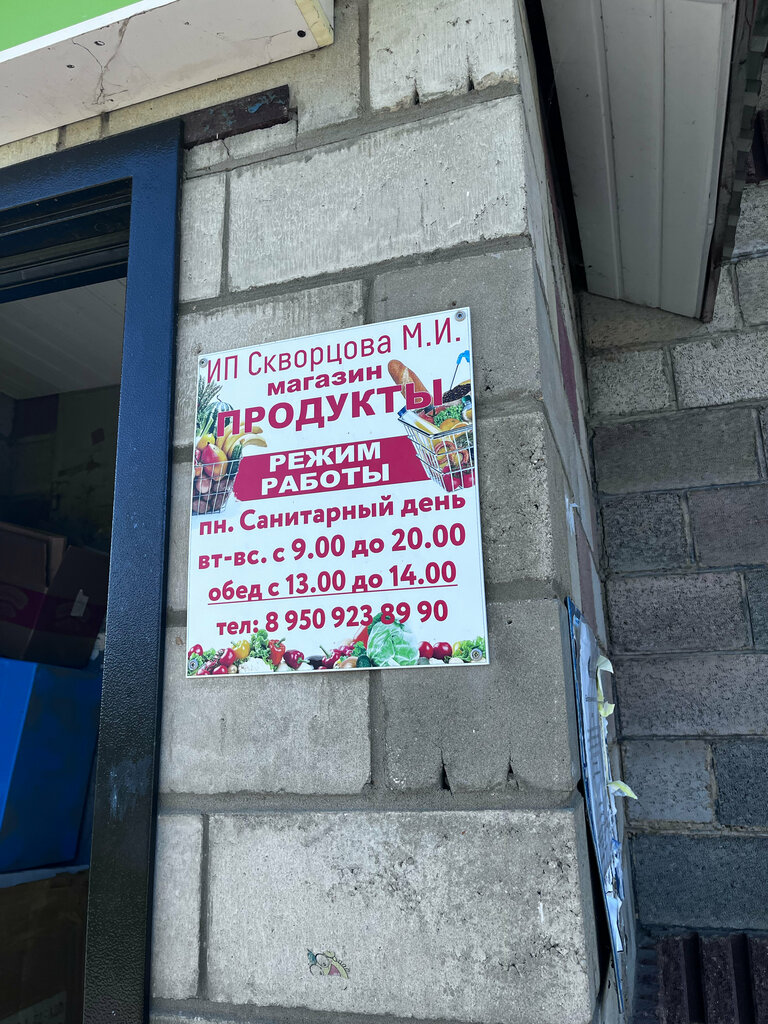 ИП Скворцова М.И.
магазин
ПРОДУКТЫ
РЕЖИМ
РАБОТЫ
пн. Санитарный день
вт-вс. с 9.00 до 20.00
обед с 13.00 до 14.00
тел: 8 950 923 89 90